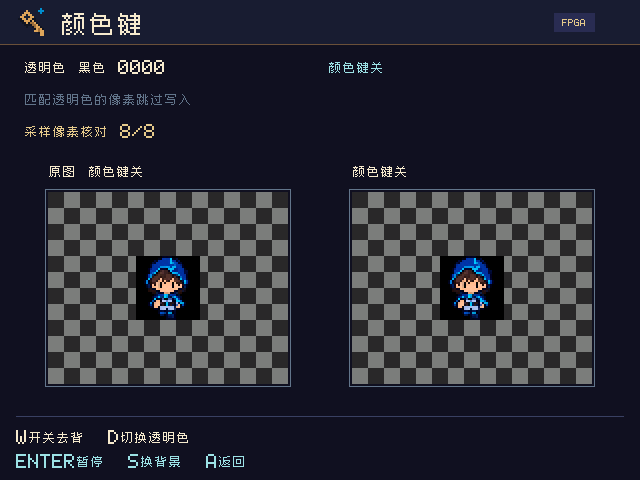 颜色键 FPGA
透明色 黑色 0000 颜色键关
匹配透明色的像素跳过写入
采样像素核对 8/8
原图 颜色键关 颜色键关
W开关去背 D切换透明色
ENTER暂停 S换背景 A返回